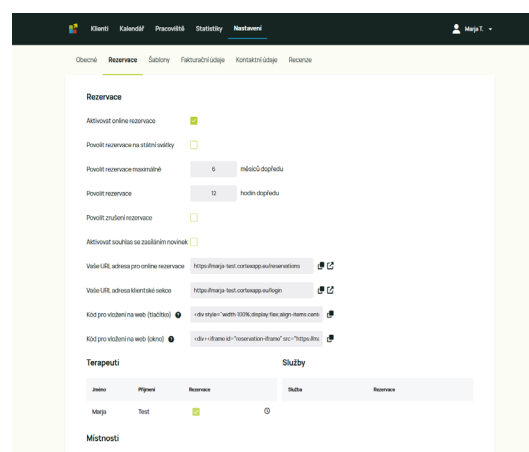 Klienti Kalendář Pracoviště Statistiky Nastavení Marja T.
Obecné Rezervace Šablony Fakturační údaje Kontaktní údaje Recenze
Rezervace
Aktivovat online rezervace
Povolit rezervace na státní svátky
Povolit rezervace maximálně 6 měsíců dopředu
Povolit rezervace 12 hodin dopředu
Povolit zrušení rezervace
Aktivovat souhlas se zasíláním novinek
Vaše URL adresa pro online rezervace https://marja-test.cortexapp.eu/reservations
Vaše URL adresa klientské sekce https://marja-test.cortexapp.eu/login
Kód pro vložení na web (tlačítko) ? <div style="width:100%;display:flex;align-items:cent
Kód pro vložení na web (okno) ? <div><iframe id="reservation-iframe" src="https://ma
Terapeuti Služby
Jméno Příjmení Rezervace Služba Rezervace
Marja Test
Místnosti